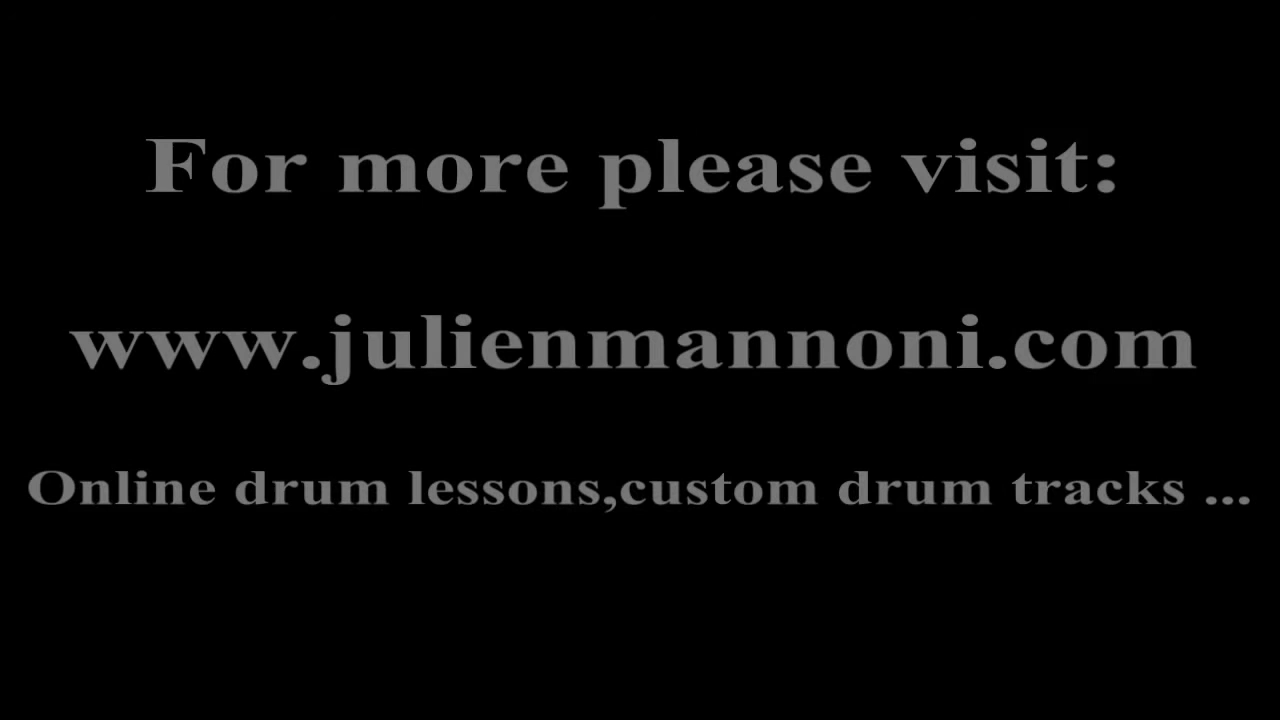 For more please visit:
www.julienmannoni.com
Online drum lessons,custom drum tracks ...